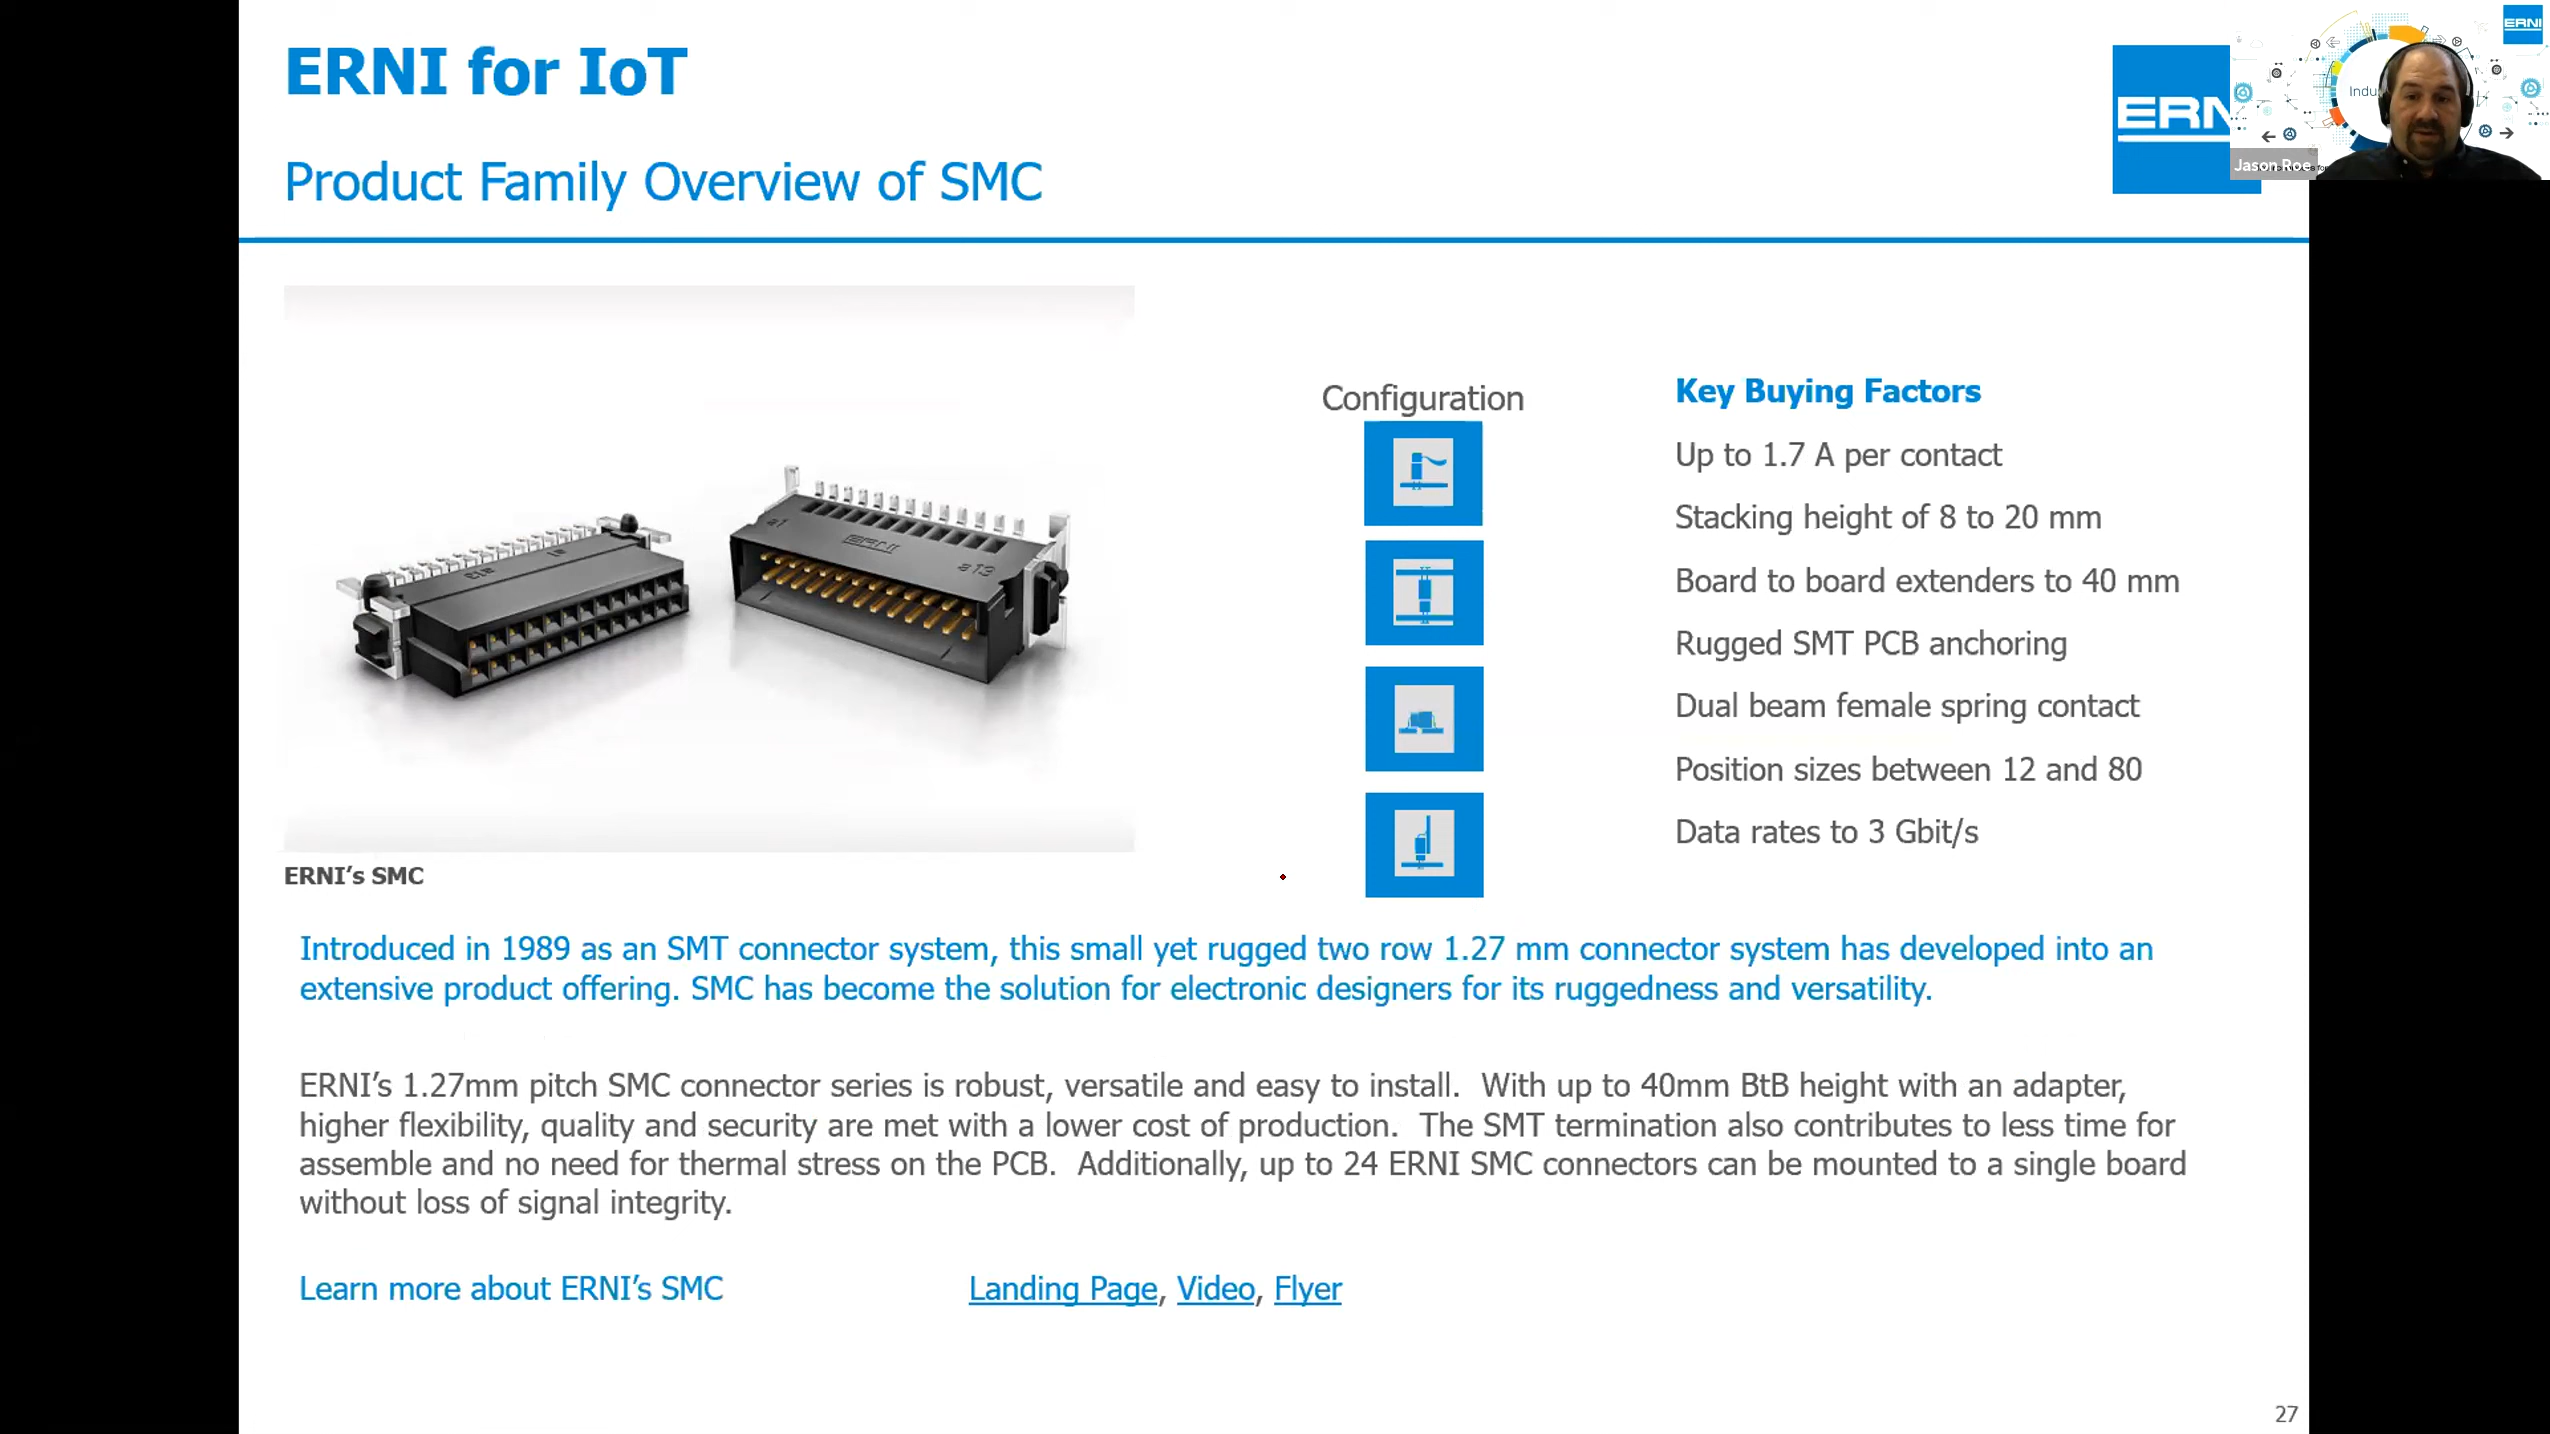 ERNI for IoT
Product Family Overview of SMC
ERN
ERNI
Indu
Jason Roe
a1
ERNI
a13
Configuration
Key Buying Factors
Up to 1.7 A per contact
Stacking height of 8 to 20 mm
Board to board extenders to 40 mm
Rugged SMT PCB anchoring
Dual beam female spring contact
Position sizes between 12 and 80
Data rates to 3 Gbit/s
ERNI’s SMC
Introduced in 1989 as an SMT connector system, this small yet rugged two row 1.27 mm connector system has developed into an
extensive product offering. SMC has become the solution for electronic designers for its ruggedness and versatility.
ERNI’s 1.27mm pitch SMC connector series is robust, versatile and easy to install.  With up to 40mm BtB height with an adapter,
higher flexibility, quality and security are met with a lower cost of production.  The SMT termination also contributes to less time for
assemble and no need for thermal stress on the PCB.  Additionally, up to 24 ERNI SMC connectors can be mounted to a single board
without loss of signal integrity.
Learn more about ERNI’s SMC Landing Page, Video, Flyer
27